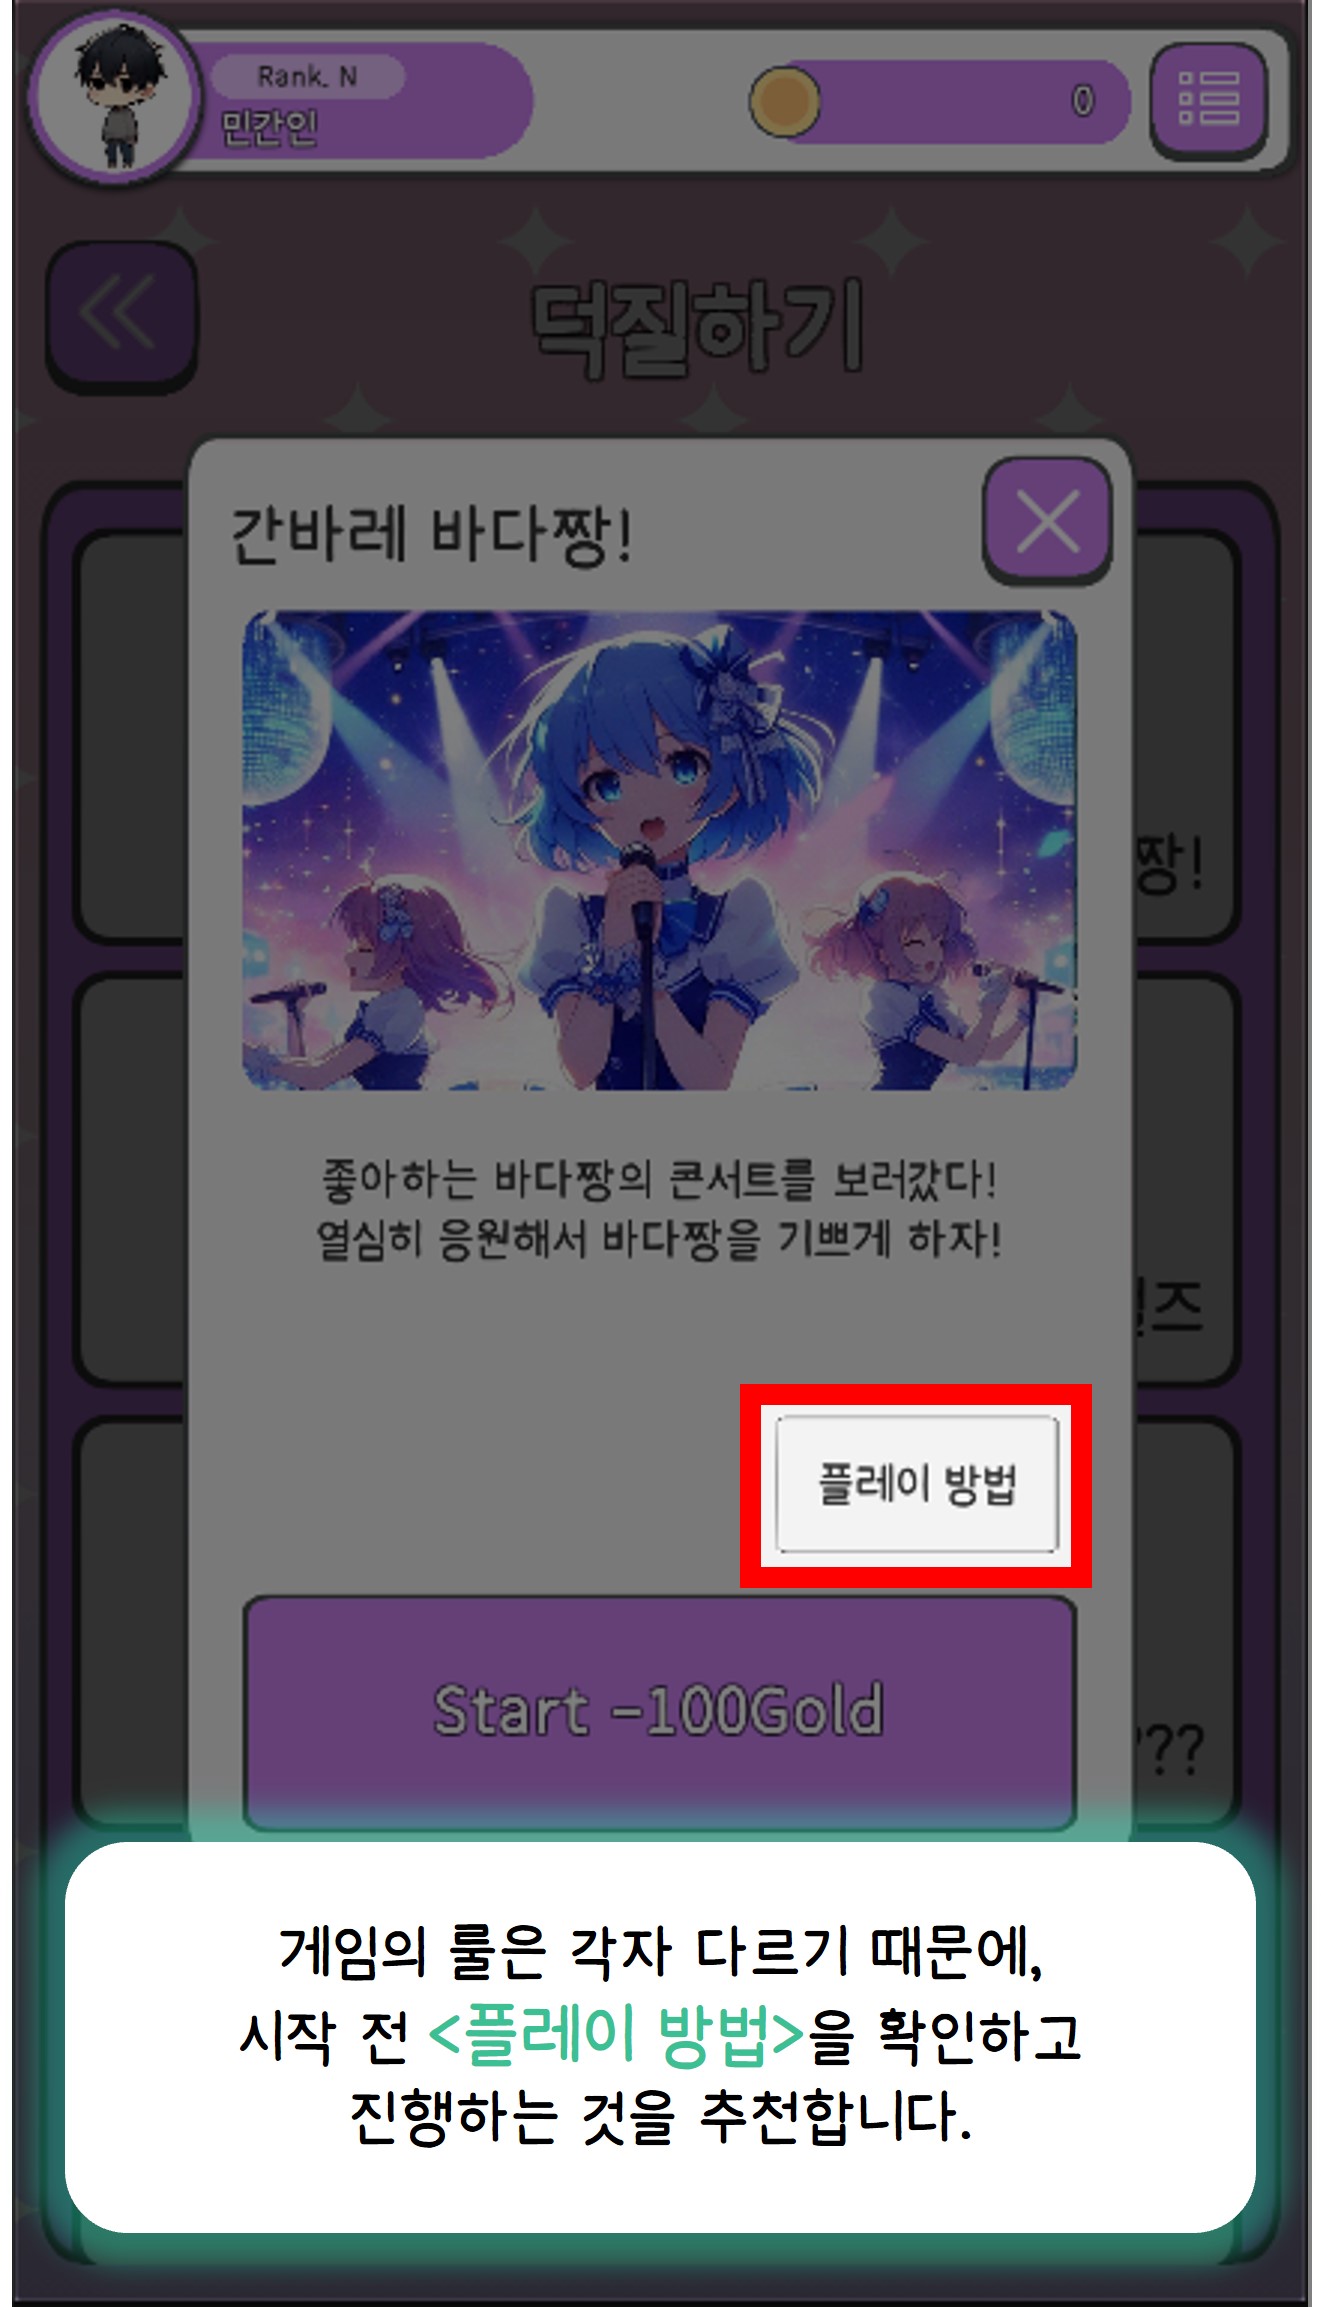 Rank. N
민간인
0
덕질하기
간바레 바다짱!
짱!
좋아하는 바다짱의 콘서트를 보러갔다!
열심히 응원해서 바다짱을 기쁘게 하자!
즈
플레이 방법
Start -100Gold
???
게임의 룰은 각자 다르기 때문에,
시작 전 <플레이 방법>을 확인하고
진행하는 것을 추천합니다.